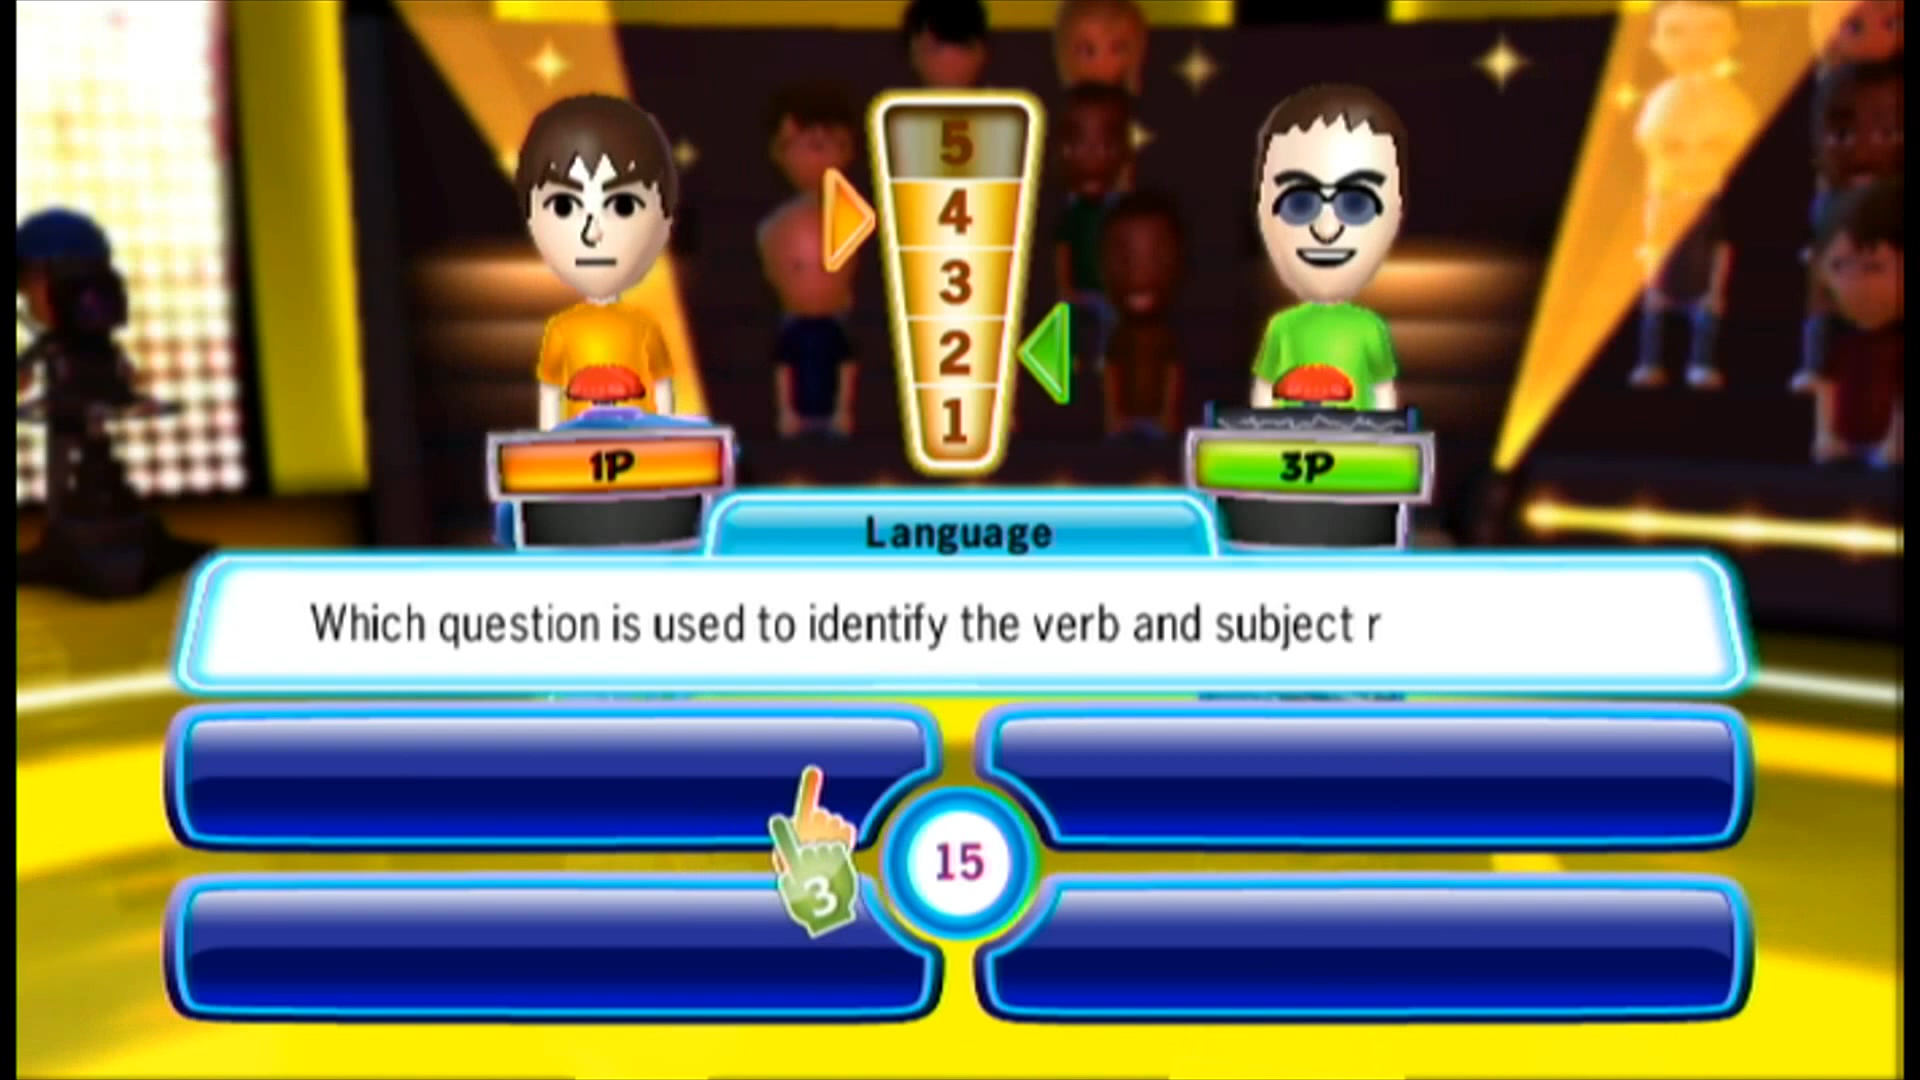 5
4
3
2
1
1P
3P
Language
Which question is used to identify the verb and subject r
15
3